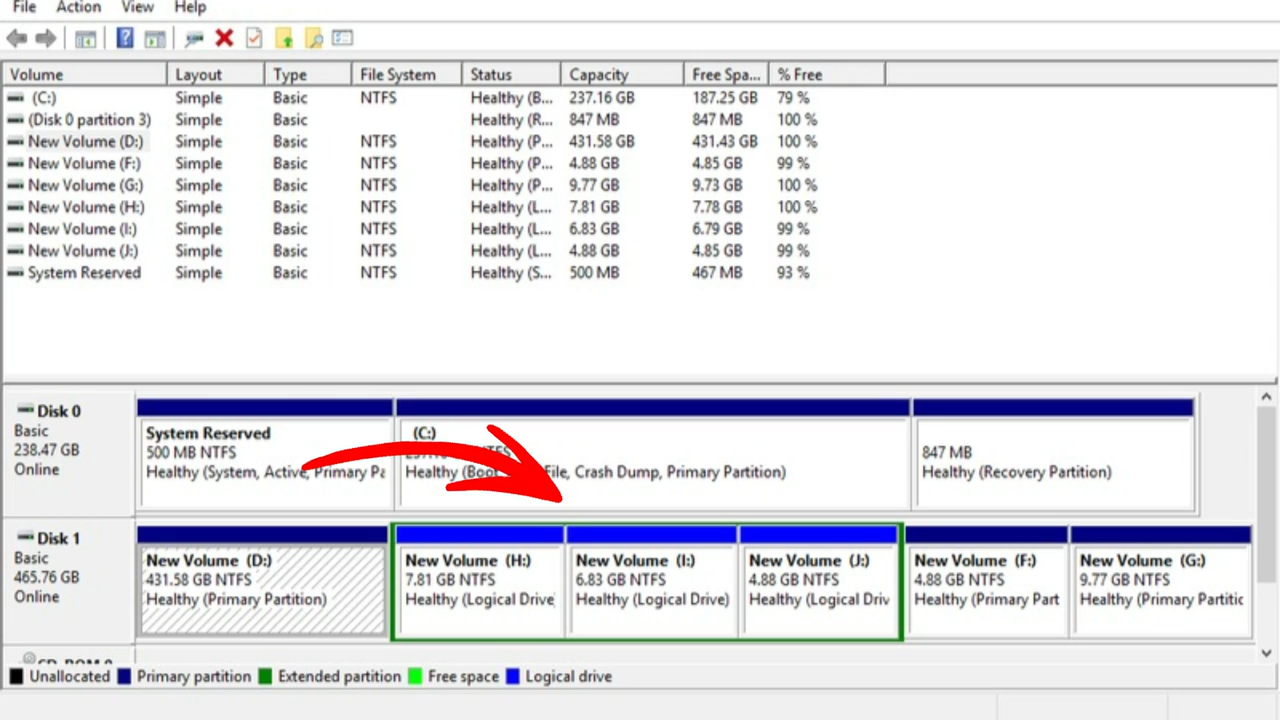 File Action View Help
Volume Layout Type File System Status Capacity Free Spa... % Free
(C:) Simple Basic NTFS Healthy (B... 237.16 GB 187.25 GB 79 %
(Disk 0 partition 3) Simple Basic Healthy (R... 847 MB 847 MB 100 %
New Volume (D:) Simple Basic NTFS Healthy (P... 431.58 GB 431.43 GB 100 %
New Volume (F:) Simple Basic NTFS Healthy (P... 4.88 GB 4.85 GB 99 %
New Volume (G:) Simple Basic NTFS Healthy (P... 9.77 GB 9.73 GB 100 %
New Volume (H:) Simple Basic NTFS Healthy (L... 7.81 GB 7.78 GB 100 %
New Volume (I:) Simple Basic NTFS Healthy (L... 6.83 GB 6.79 GB 99 %
New Volume (J:) Simple Basic NTFS Healthy (L... 4.88 GB 4.85 GB 99 %
System Reserved Simple Basic NTFS Healthy (S... 500 MB 467 MB 93 %
Disk 0
Basic
238.47 GB
Online
System Reserved
500 MB NTFS
Healthy (System, Active, Primary Pa
(C:)
Healthy (Boot File, Crash Dump, Primary Partition)
847 MB
Healthy (Recovery Partition)
Disk 1
Basic
465.76 GB
Online
New Volume (D:)
431.58 GB NTFS
Healthy (Primary Partition)
New Volume (H:)
7.81 GB NTFS
Healthy (Logical Drive
New Volume (I:)
6.83 GB NTFS
Healthy (Logical Drive)
New Volume (J:)
4.88 GB NTFS
Healthy (Logical Driv
New Volume (F:)
4.88 GB NTFS
Healthy (Primary Part
New Volume (G:)
9.77 GB NTFS
Healthy (Primary Partitic
Unallocated Primary partition Extended partition Free space Logical drive